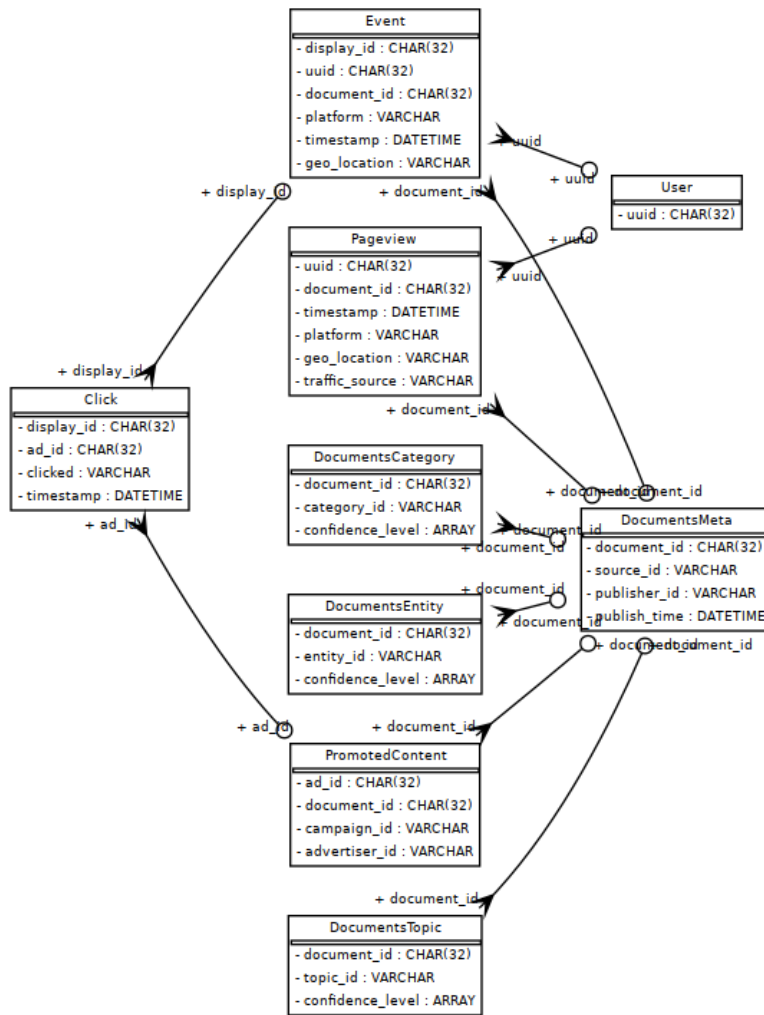 Event
- display_id : CHAR(32)
- uuid : CHAR(32)
- document_id : CHAR(32)
- platform : VARCHAR
- timestamp : DATETIME
- geo_location : VARCHAR
+ uuid
+ uuid
+ display_id
+ document_id
User
- uuid : CHAR(32)
Pageview
- uuid : CHAR(32)
- document_id : CHAR(32)
- timestamp : DATETIME
- platform : VARCHAR
- geo_location : VARCHAR
- traffic_source : VARCHAR
+ uuid
+ uuid
+ display_id
+ document_id
Click
- display_id : CHAR(32)
- ad_id : CHAR(32)
- clicked : VARCHAR
- timestamp : DATETIME
+ ad_id
DocumentsCategory
- document_id : CHAR(32)
- category_id : VARCHAR
- confidence_level : ARRAY
+ document_id
+ document_id
+ document_id
+ document_id
DocumentsMeta
- document_id : CHAR(32)
- source_id : VARCHAR
- publisher_id : VARCHAR
- publish_time : DATETIME
+ document_id
+ document_id
DocumentsEntity
- document_id : CHAR(32)
- entity_id : VARCHAR
- confidence_level : ARRAY
+ document_id
+ document_id
+ ad_id
+ document_id
PromotedContent
- ad_id : CHAR(32)
- document_id : CHAR(32)
- campaign_id : VARCHAR
- advertiser_id : VARCHAR
+ document_id
DocumentsTopic
- document_id : CHAR(32)
- topic_id : VARCHAR
- confidence_level : ARRAY